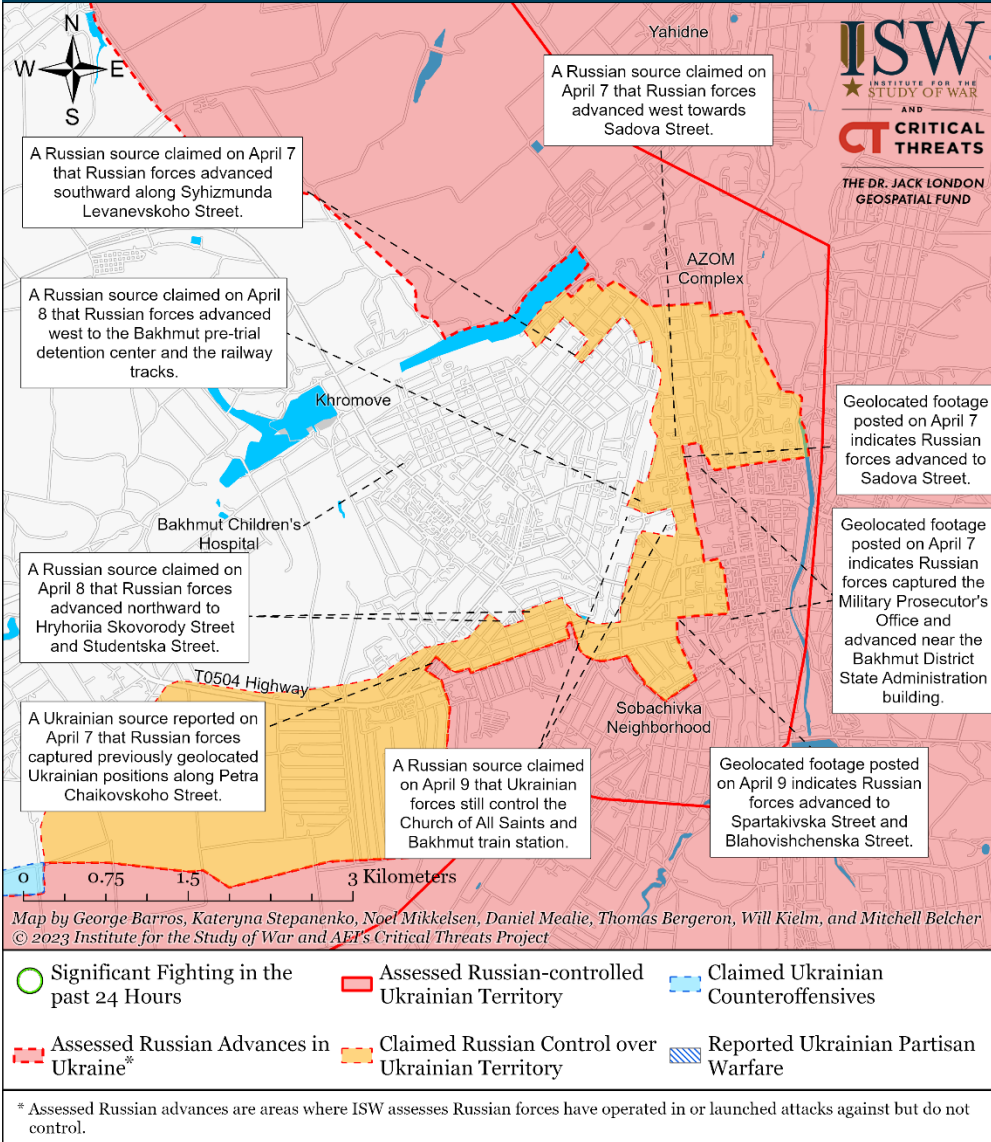 N
W E
S
Yahidne
ISW
INSTITUTE FOR THE
STUDY OF WAR
AND
CT CRITICAL
THREATS
THE DR. JACK LONDON
GEOSPATIAL FUND
A Russian source claimed on
April 7 that Russian forces
advanced west towards
Sadova Street.
A Russian source claimed on April 7
that Russian forces advanced
southward along Syhizmunda
Levanevskoho Street.
AZOM
Complex
A Russian source claimed on April
8 that Russian forces advanced
west to the Bakhmut pre-trial
detention center and the railway
tracks.
Khromove
Geolocated footage
posted on April 7
indicates Russian
forces advanced to
Sadova Street.
Bakhmut Children's
Hospital
Geolocated footage
posted on April 7
indicates Russian
forces captured the
Military Prosecutor's
Office and
advanced near the
Bakhmut District
State Administration
building.
A Russian source claimed on
April 8 that Russian forces
advanced northward to
Hryhoriia Skovorody Street
and Studentska Street.
T0504 Highway
Sobachivka
Neighborhood
A Ukrainian source reported on
April 7 that Russian forces
captured previously geolocated
Ukrainian positions along Petra
Chaikovskoho Street.
A Russian source claimed
on April 9 that Ukrainian
forces still control the
Church of All Saints and
Bakhmut train station.
Geolocated footage posted
on April 9 indicates Russian
forces advanced to
Spartakivska Street and
Blahovishchenska Street.
0 0.75 1.5 3 Kilometers
Map by George Barros, Kateryna Stepanenko, Noel Mikkelsen, Daniel Mealie, Thomas Bergeron, Will Kielm, and Mitchell Belcher
© 2023 Institute for the Study of War and AEI's Critical Threats Project
Significant Fighting in the
past 24 Hours
Assessed Russian-controlled
Ukrainian Territory
Claimed Ukrainian
Counteroffensives
Assessed Russian Advances in
Ukraine*
Claimed Russian Control over
Ukrainian Territory
Reported Ukrainian Partisan
Warfare
* Assessed Russian advances are areas where ISW assesses Russian forces have operated in or launched attacks against but do not
control.